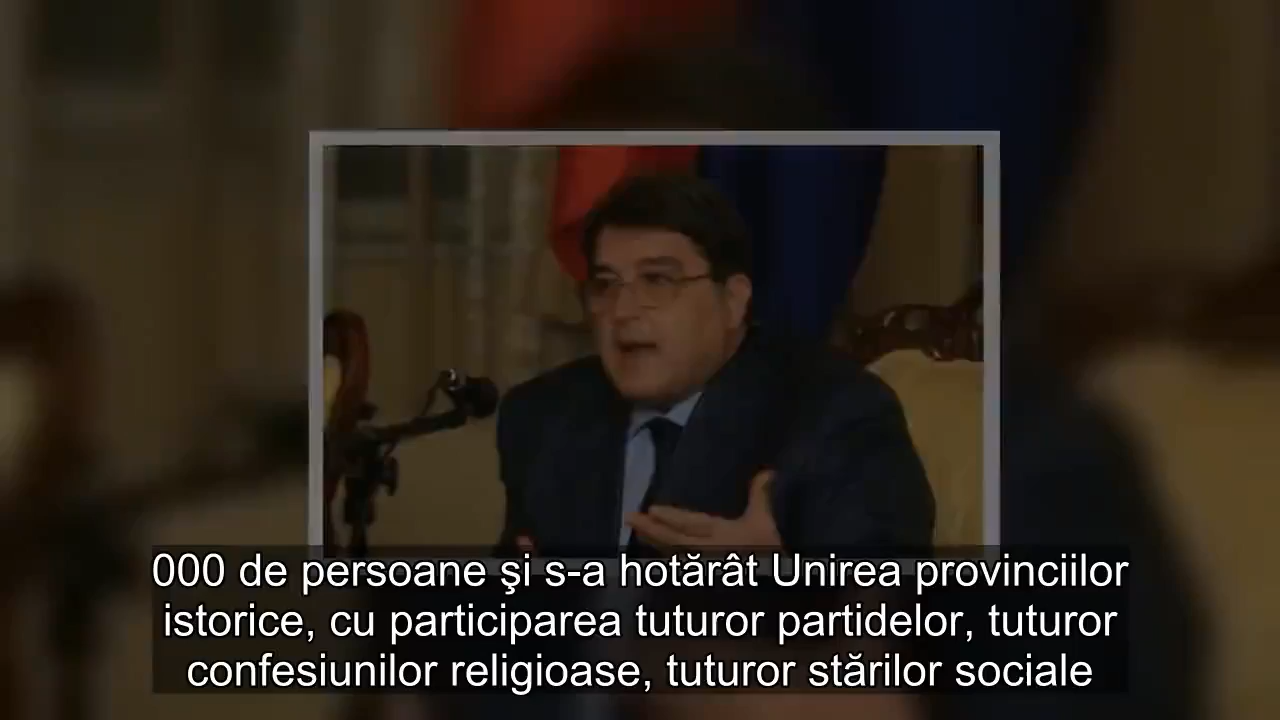 000 de persoane şi s-a hotărât Unirea provinciilor
istorice, cu participarea tuturor partidelor, tuturor
confesiunilor religioase, tuturor stărilor sociale